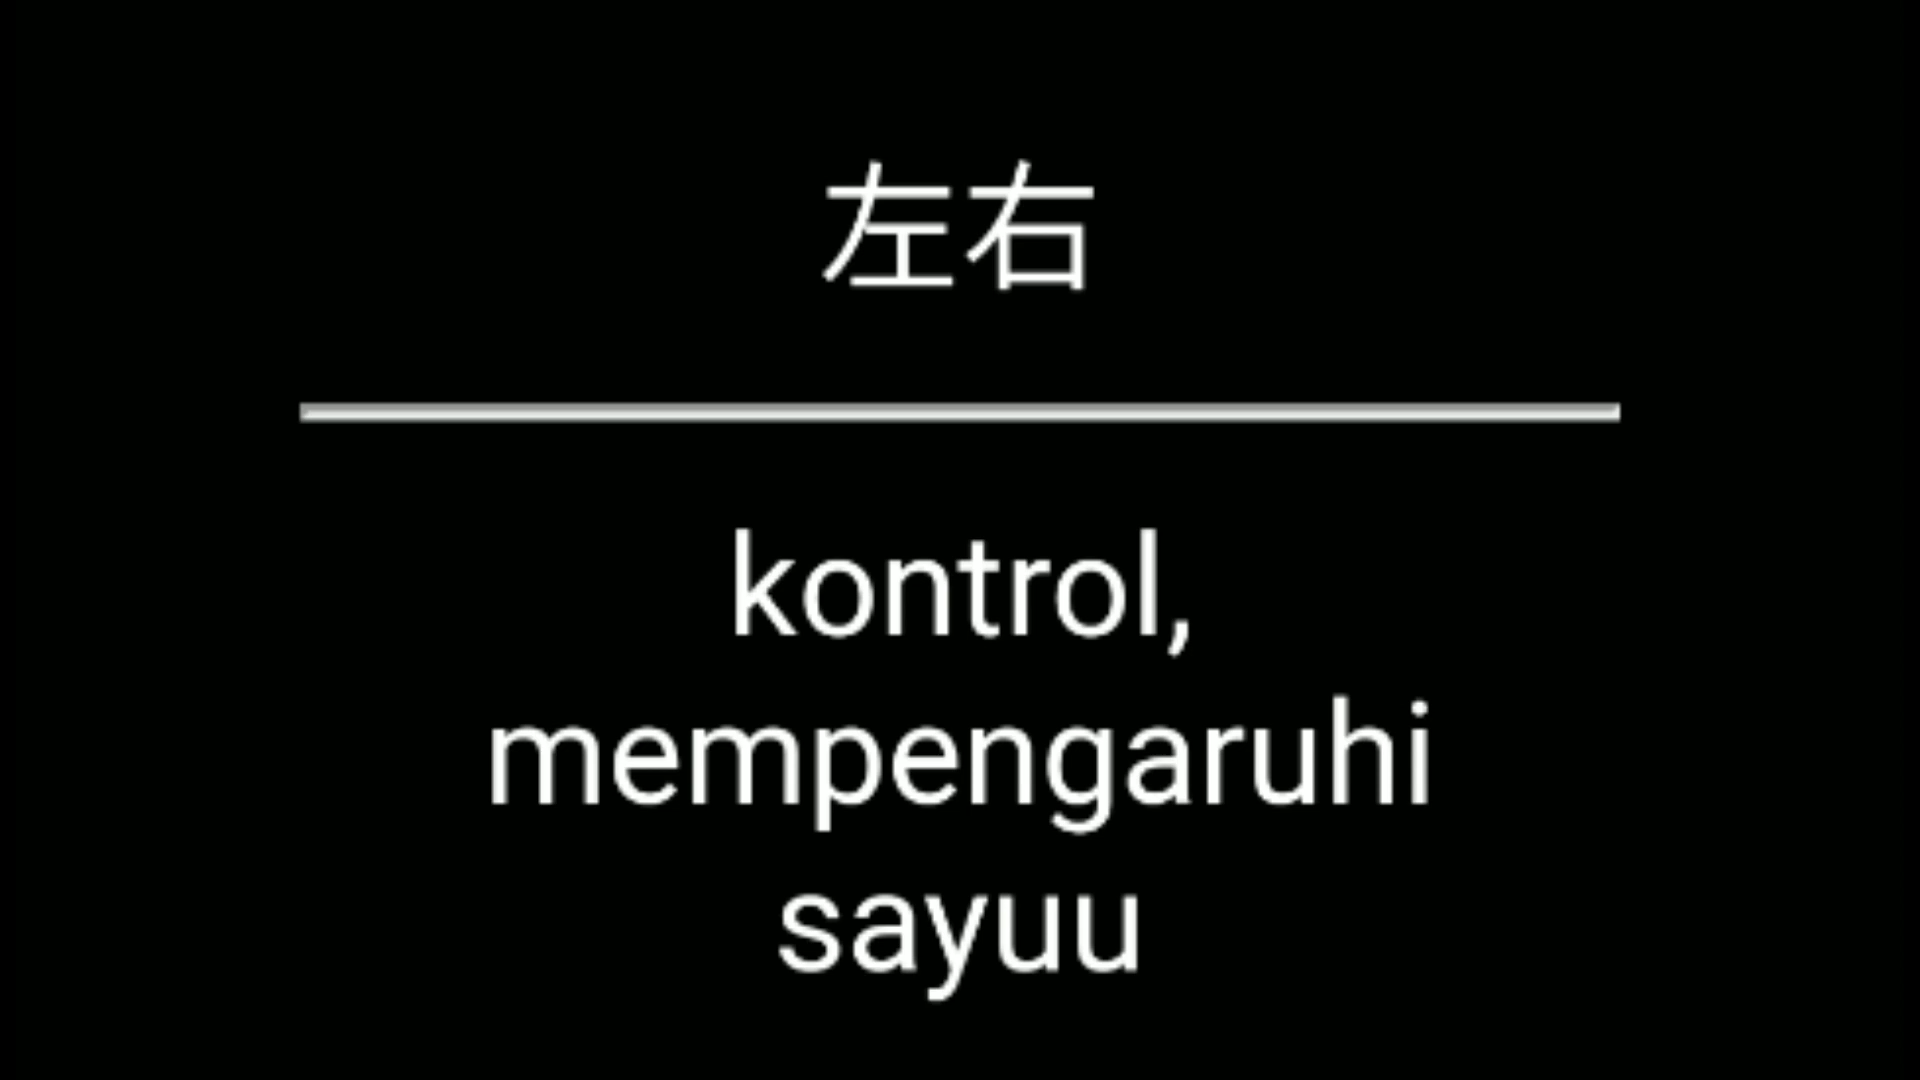 左右
kontrol,
mempengaruhi
sayuu